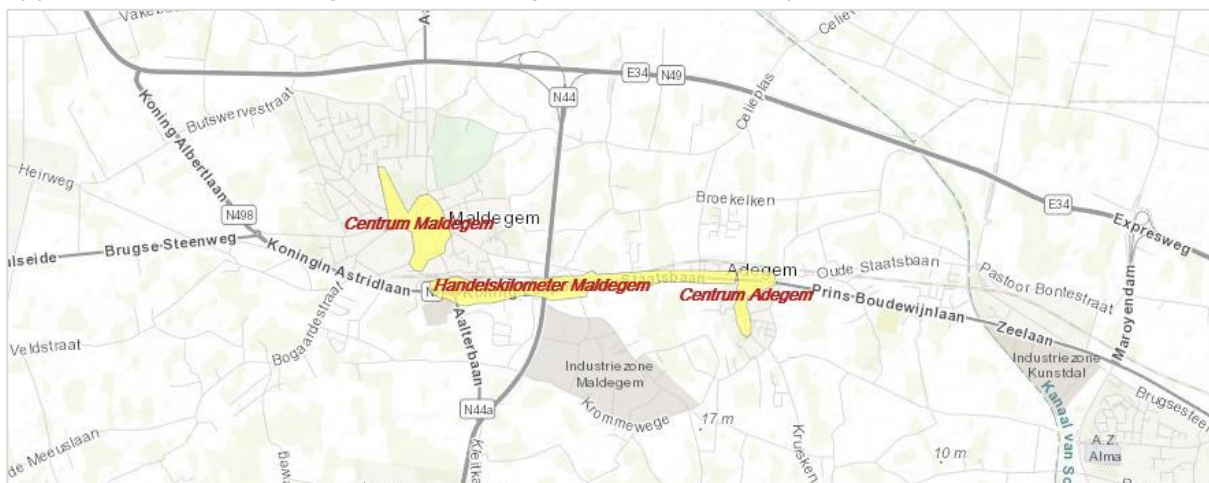 E34
N49
N44
Butswervestraat
Koning-Albertlaan
Celieplas
Heirweg
Broekelken
N498
Centrum Maldegem
Maldegem
E34
Expresweg
Brugse-Steenweg
Koningin-Astridlaan
Handelskilometer Maldegem
Staatsbaan
Adegem
Oude Staatsbaan
Pastoor Bontestraat
Centrum Adegem
Prins-Boudewijnlaan
Zeelaan
Maroyendam
Veldstraat
Bogaardestraat
Aalterbaan
Industriezone
Maldegem
Industriezone
Kunstdal
N44a
Krommewege
17 m
Kruisken
10 m
de Meeuslaan
A.Z.
Alma